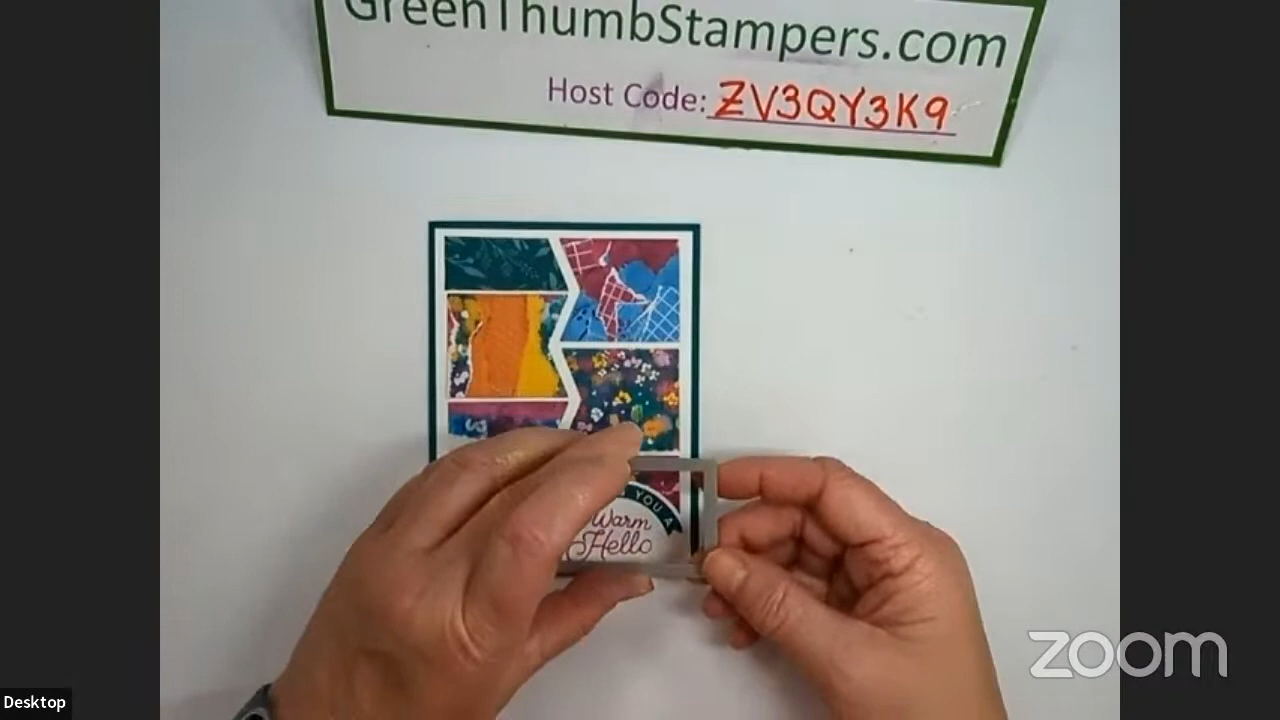 GreenThumbStampers.com
Host Code: ZV3QY3K9
YOU A
Warm
Hello
zoom
Desktop